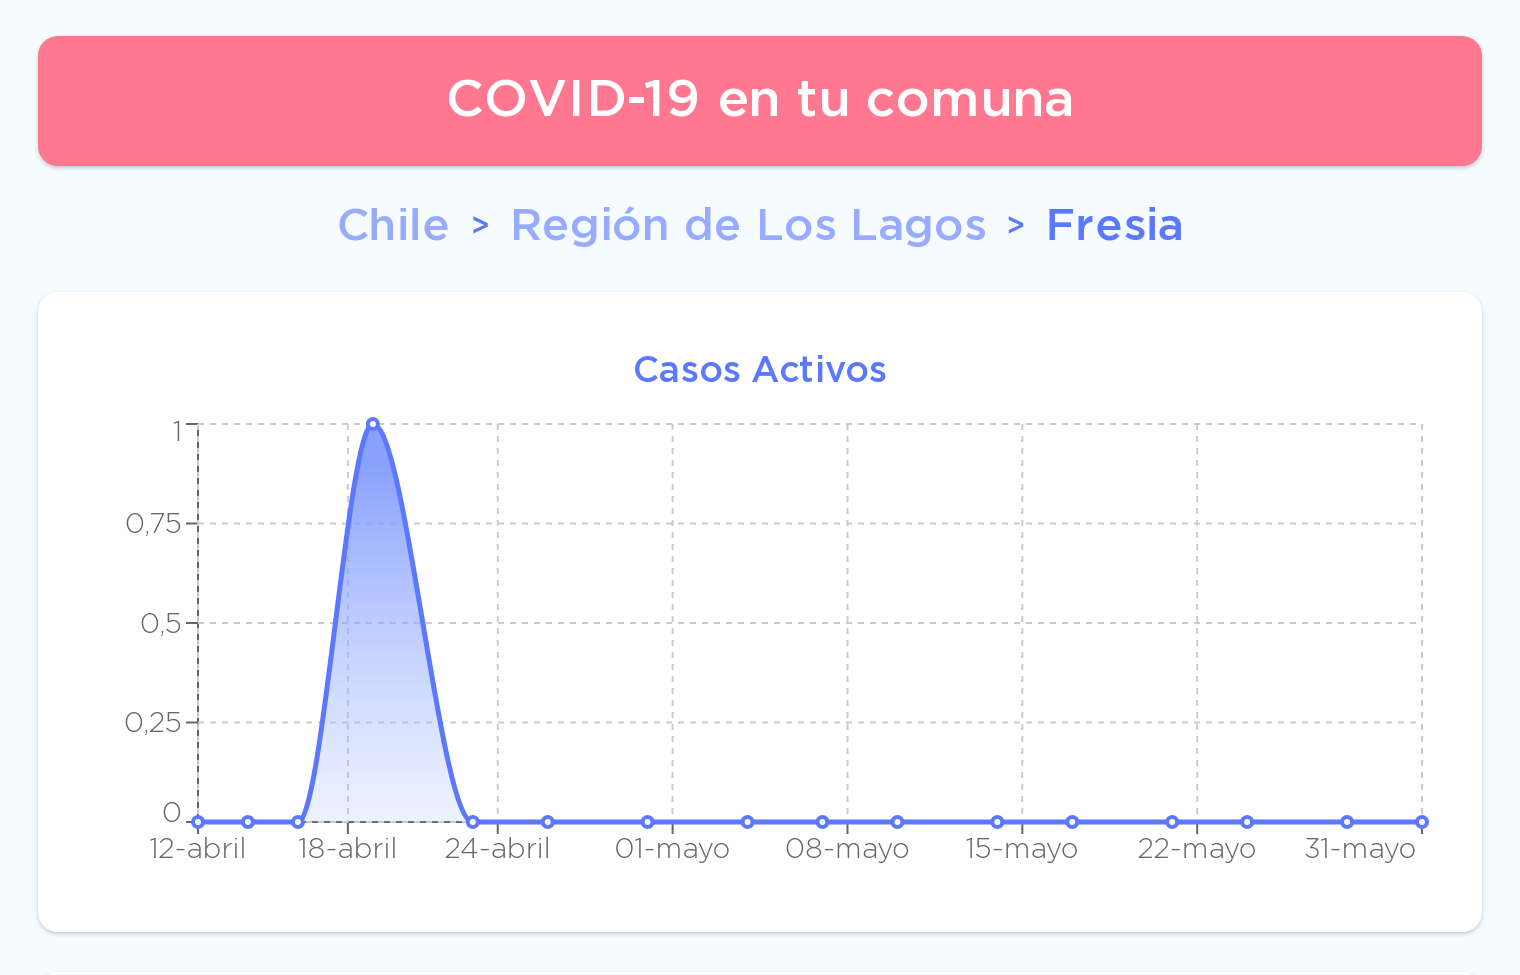 COVID-19 en tu comuna
Chile > Región de Los Lagos > Fresia
Casos Activos
1
0,75
0,5
0,25
0
12-abril 18-abril 24-abril 01-mayo 08-mayo 15-mayo 22-mayo 31-mayo